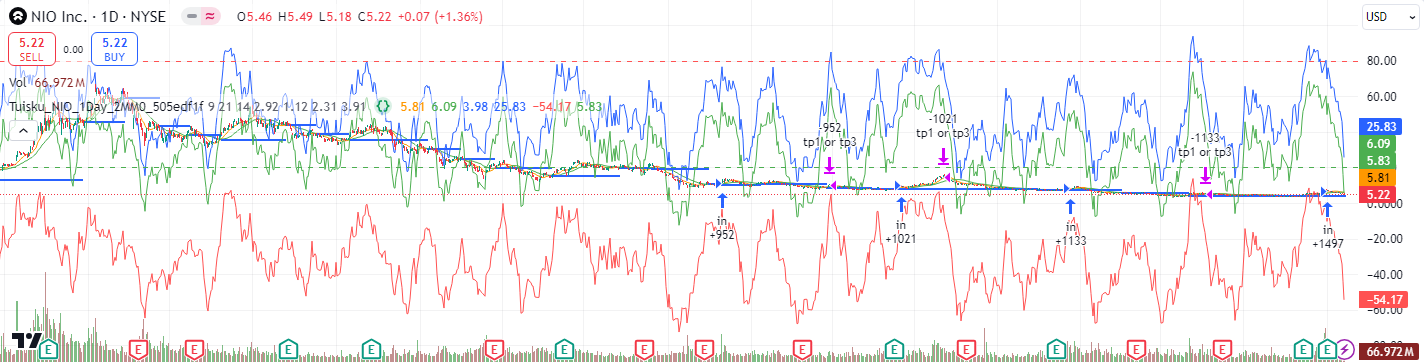 NIO Inc. · 1D · NYSE O5.46 H5.49 L5.18 C5.22 +0.07 (+1.36%)
USD
5.22
SELL
0.00
5.22
BUY
Vol 66.972M
Tuisku_NIO_1Day_2MM0_505edf1f 9 21 14 2.92 1.12 2.31 3.91 5.81 6.09 3.98 25.83 −54.17 5.83
-952
tp1 or tp3
-1021
tp1 or tp3
-1133
tp1 or tp3
in
+952
in
+1021
in
+1133
in
+1497
80.00
60.00
25.83
6.09
5.83
5.81
5.22
0.0000
−20.00
−40.00
−54.17
−60.00
66.972M
E E E E E E E E E E E E E E E E